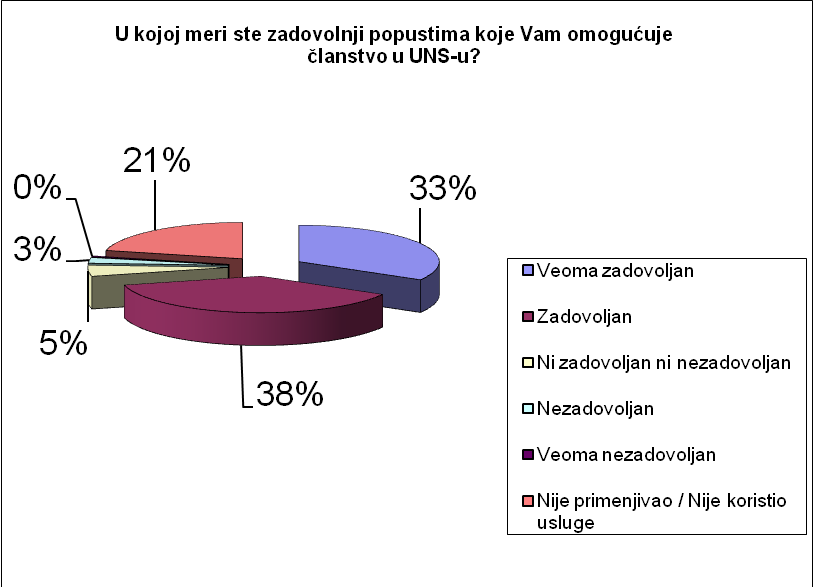 U kojoj meri ste zadovolnji popustima koje Vam omogućuje
članstvo u UNS-u?
21%
0%
33%
3%
5%
38%
Veoma zadovoljan
Zadovoljan
Ni zadovoljan ni nezadovoljan
Nezadovoljan
Veoma nezadovoljan
Nije primenjivao / Nije koristio
usluge